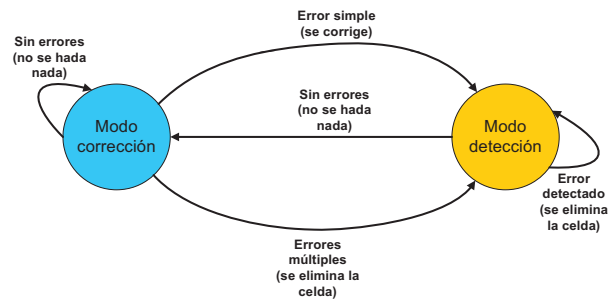 Error simple
(se corrige)
Sin errores
(no se hada
nada)
Sin errores
(no se hada
nada)
Modo
corrección
Modo
detección
Error
detectado
(se elimina
la celda)
Errores
múltiples
(se elimina la
celda)